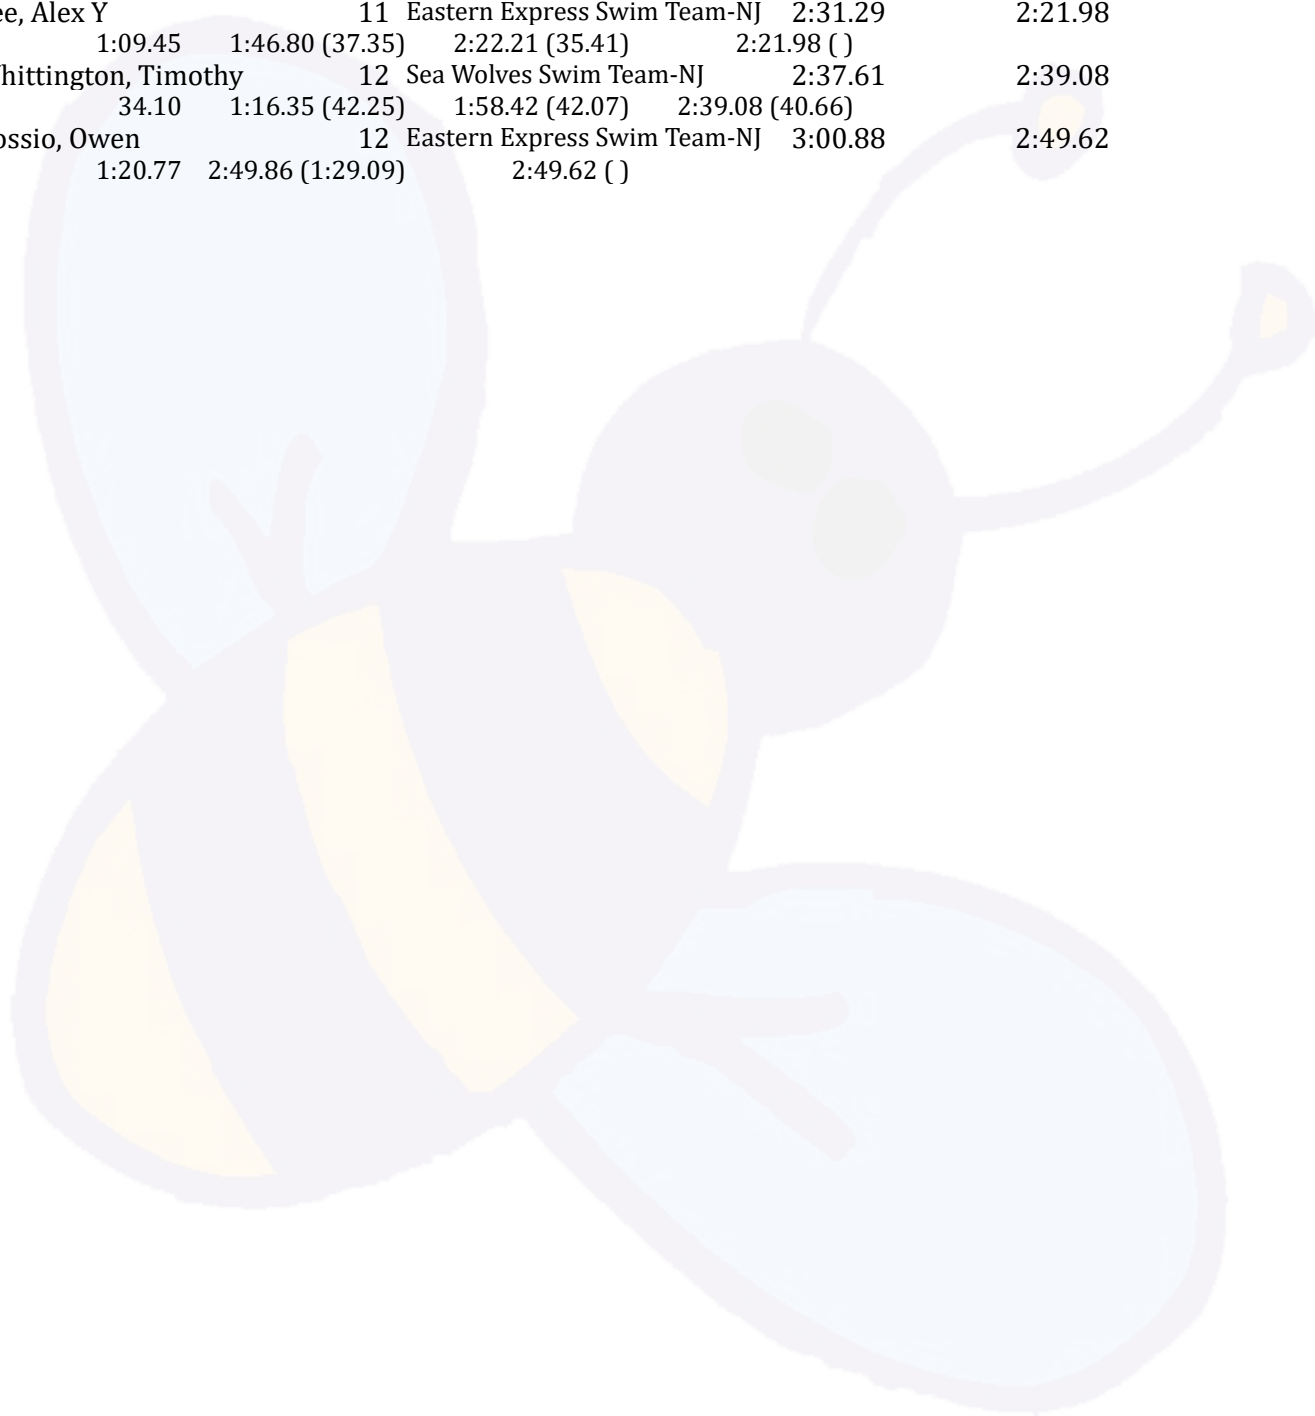 ee, Alex Y 11 Eastern Express Swim Team-NJ 2:31.29 2:21.98
1:09.45 1:46.80 (37.35) 2:22.21 (35.41) 2:21.98 ( )
hittington, Timothy 12 Sea Wolves Swim Team-NJ 2:37.61 2:39.08
34.10 1:16.35 (42.25) 1:58.42 (42.07) 2:39.08 (40.66)
ossio, Owen 12 Eastern Express Swim Team-NJ 3:00.88 2:49.62
1:20.77 2:49.86 (1:29.09) 2:49.62 ( )